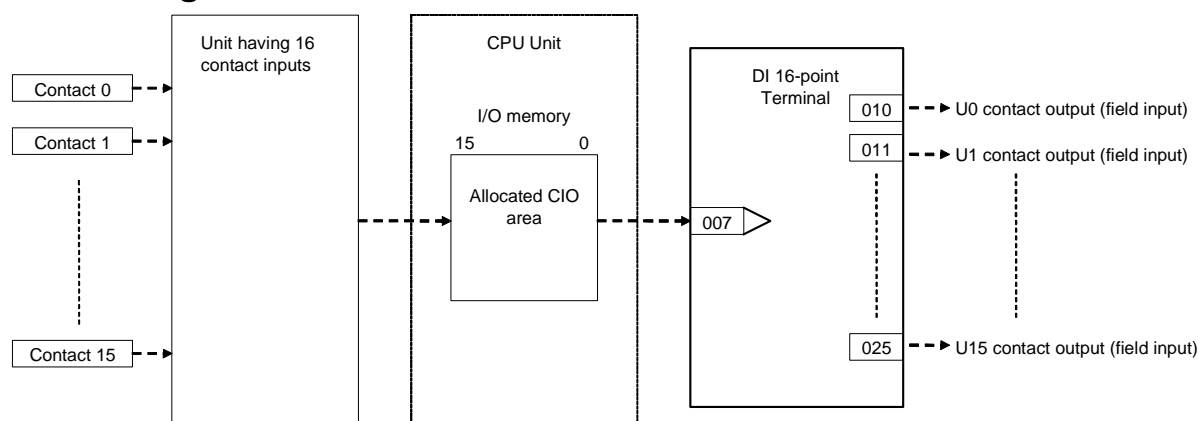 Unit having 16
contact inputs
CPU Unit
DI 16-point
Terminal
Contact 0
010
U0 contact output (field input)
I/O memory
Contact 1
15 0
011
U1 contact output (field input)
Allocated CIO
area
007
Contact 15
025
U15 contact output (field input)